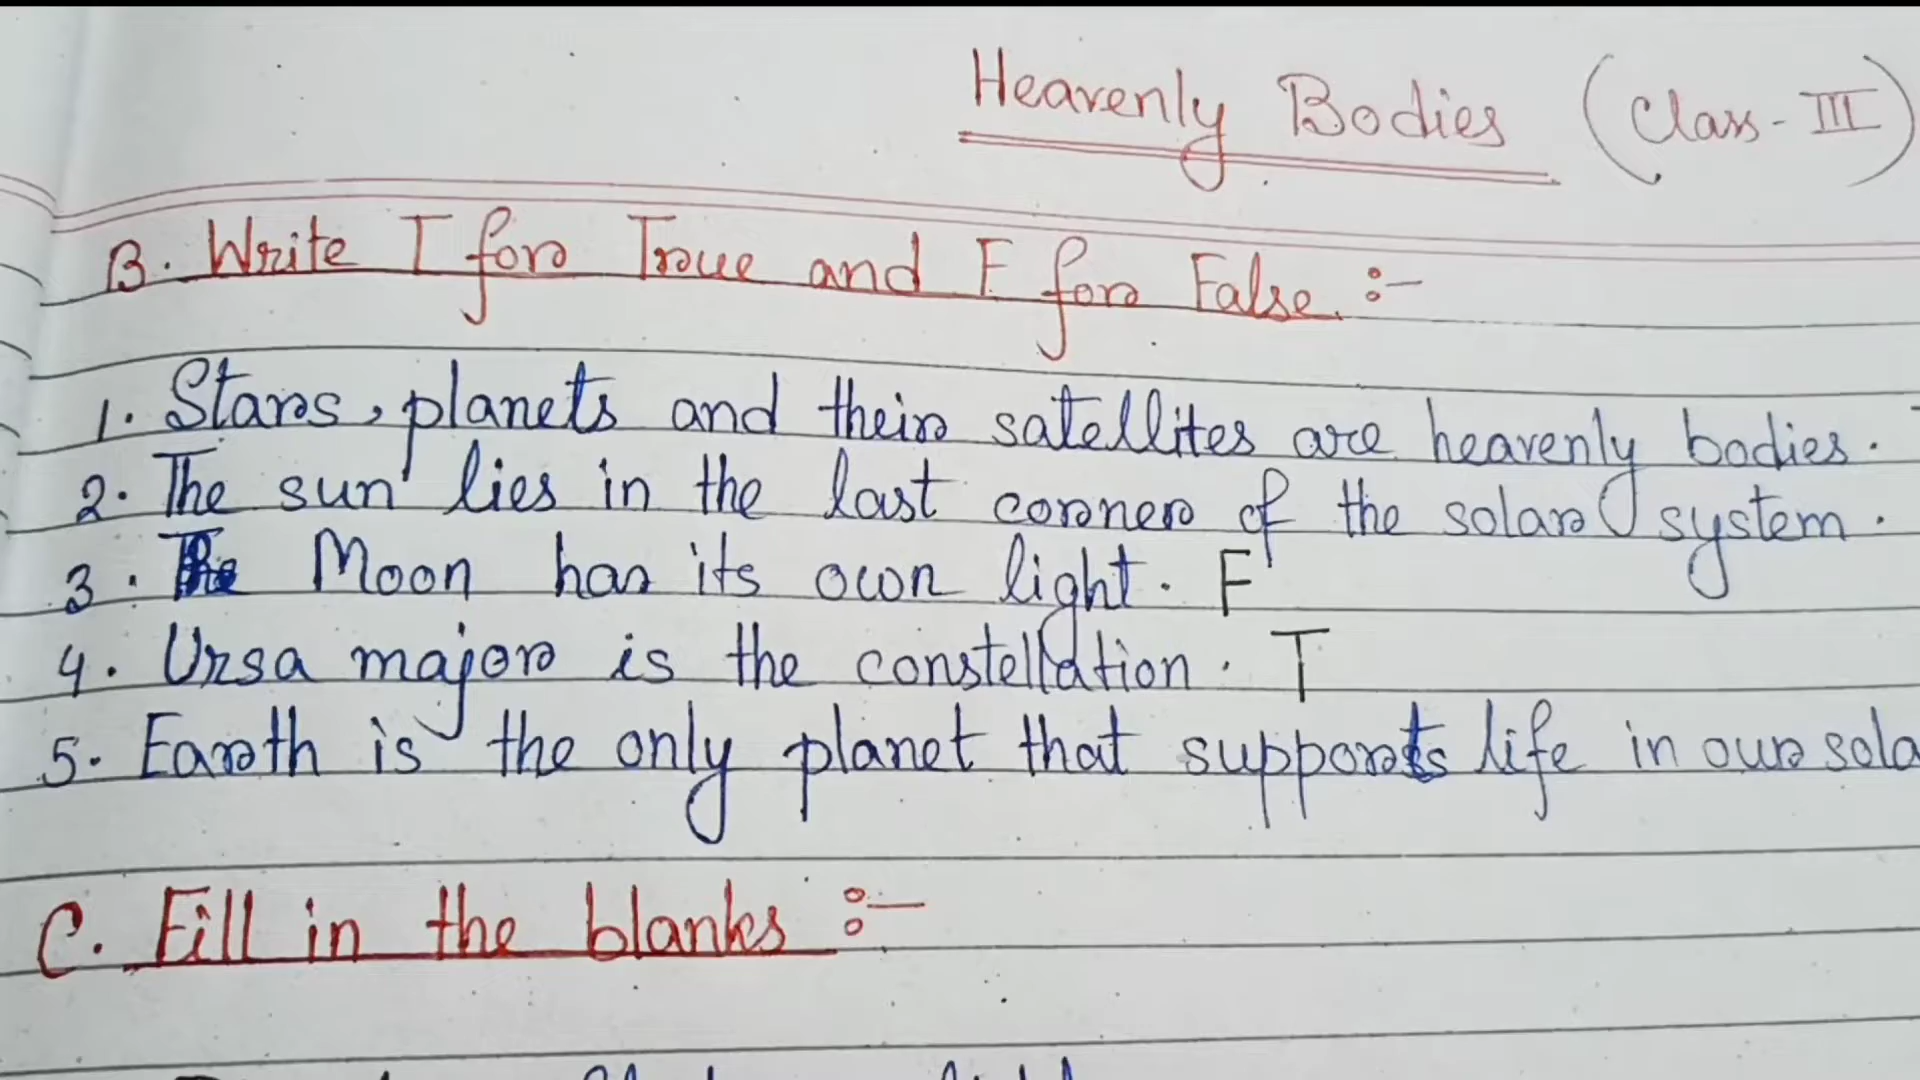 Heavenly Bodies (Class-III)
B. Write T for True and F for False. :-
1. Stars, planets and their satellites are heavenly bodies.
2. The sun lies in the last corner of the solar system.
3. The Moon has its own light. F
4. Ursa major is the constellation. T
5. Earth is the only planet that supports life in our sola
C. Fill in the blanks :-